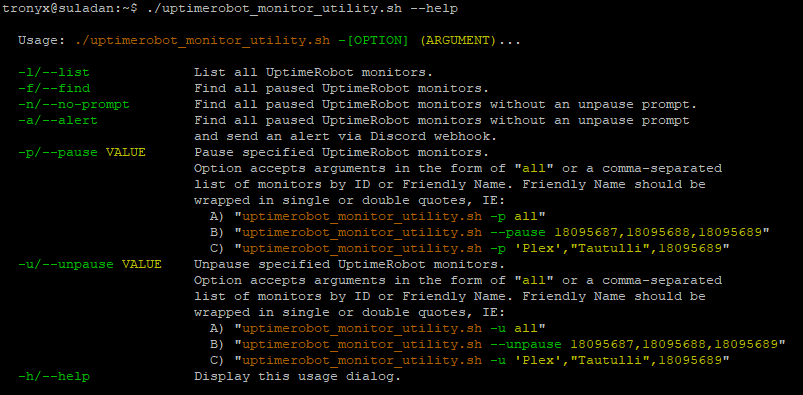 tronyx@suladan:~$ ./uptimerobot_monitor_utility.sh --help
Usage: ./uptimerobot_monitor_utility.sh -[OPTION] (ARGUMENT)...
-l/--list List all UptimeRobot monitors.
-f/--find Find all paused UptimeRobot monitors.
-n/--no-prompt Find all paused UptimeRobot monitors without an unpause prompt.
-a/--alert Find all paused UptimeRobot monitors without an unpause prompt
and send an alert via Discord webhook.
-p/--pause VALUE Pause specified UptimeRobot monitors.
Option accepts arguments in the form of "all" or a comma-separated
list of monitors by ID or Friendly Name. Friendly Name should be
wrapped in single or double quotes, IE:
A) "uptimerobot_monitor_utility.sh -p all"
B) "uptimerobot_monitor_utility.sh --pause 18095687,18095688,18095689"
C) "uptimerobot_monitor_utility.sh -p 'Plex',"Tautulli",18095689"
-u/--unpause VALUE Unpause specified UptimeRobot monitors.
Option accepts arguments in the form of "all" or a comma-separated
list of monitors by ID or Friendly Name. Friendly Name should be
wrapped in single or double quotes, IE:
A) "uptimerobot_monitor_utility.sh -u all"
B) "uptimerobot_monitor_utility.sh --unpause 18095687,18095688,18095689"
C) "uptimerobot_monitor_utility.sh -u 'Plex',"Tautulli",18095689"
-h/--help Display this usage dialog.